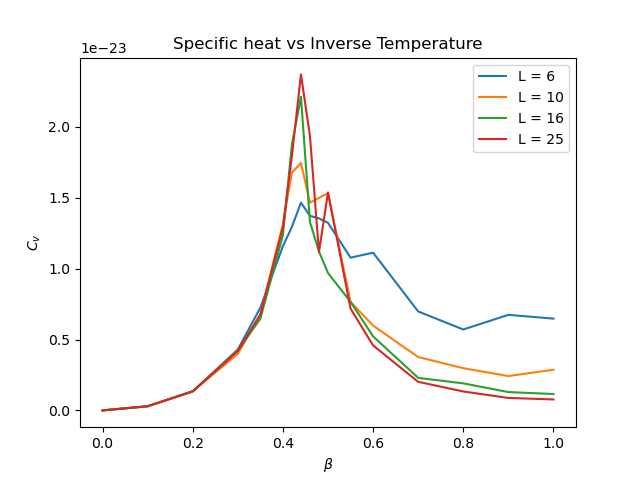 Specific heat vs Inverse Temperature
1e−23
L = 6
L = 10
L = 16
L = 25
2.0
1.5
1.0
0.5
0.0
C_v
0.0 0.2 0.4 0.6 0.8 1.0
β